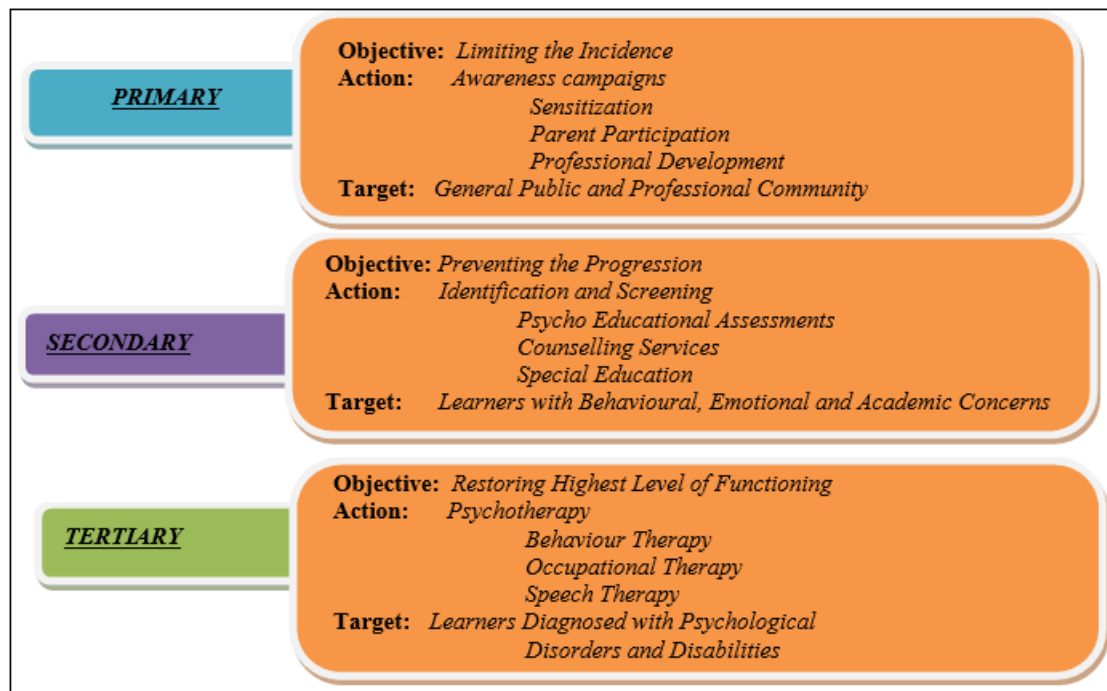 PRIMARY
Objective: Limiting the Incidence
Action: Awareness campaigns
Sensitization
Parent Participation
Professional Development
Target: General Public and Professional Community
SECONDARY
Objective: Preventing the Progression
Action: Identification and Screening
Psycho Educational Assessments
Counselling Services
Special Education
Target: Learners with Behavioural, Emotional and Academic Concerns
TERTIARY
Objective: Restoring Highest Level of Functioning
Action: Psychotherapy
Behaviour Therapy
Occupational Therapy
Speech Therapy
Target: Learners Diagnosed with Psychological
Disorders and Disabilities